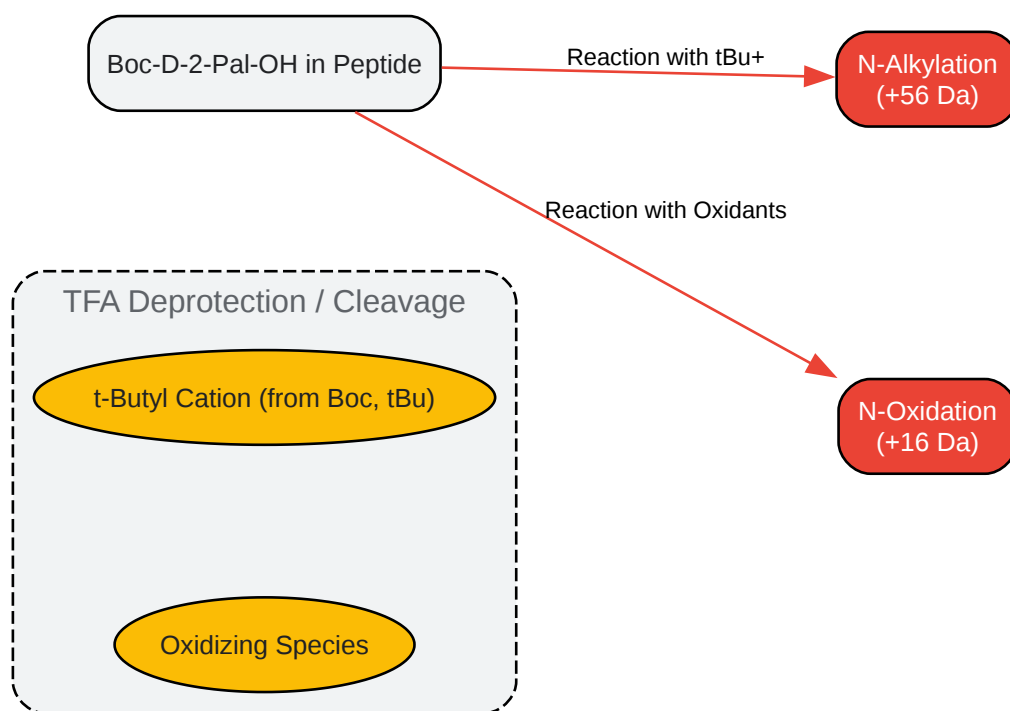 Boc-D-2-Pal-OH in Peptide
Reaction with tBu+
N-Alkylation
(+56 Da)
Reaction with Oxidants
TFA Deprotection / Cleavage
t-Butyl Cation (from Boc, tBu)
N-Oxidation
(+16 Da)
Oxidizing Species